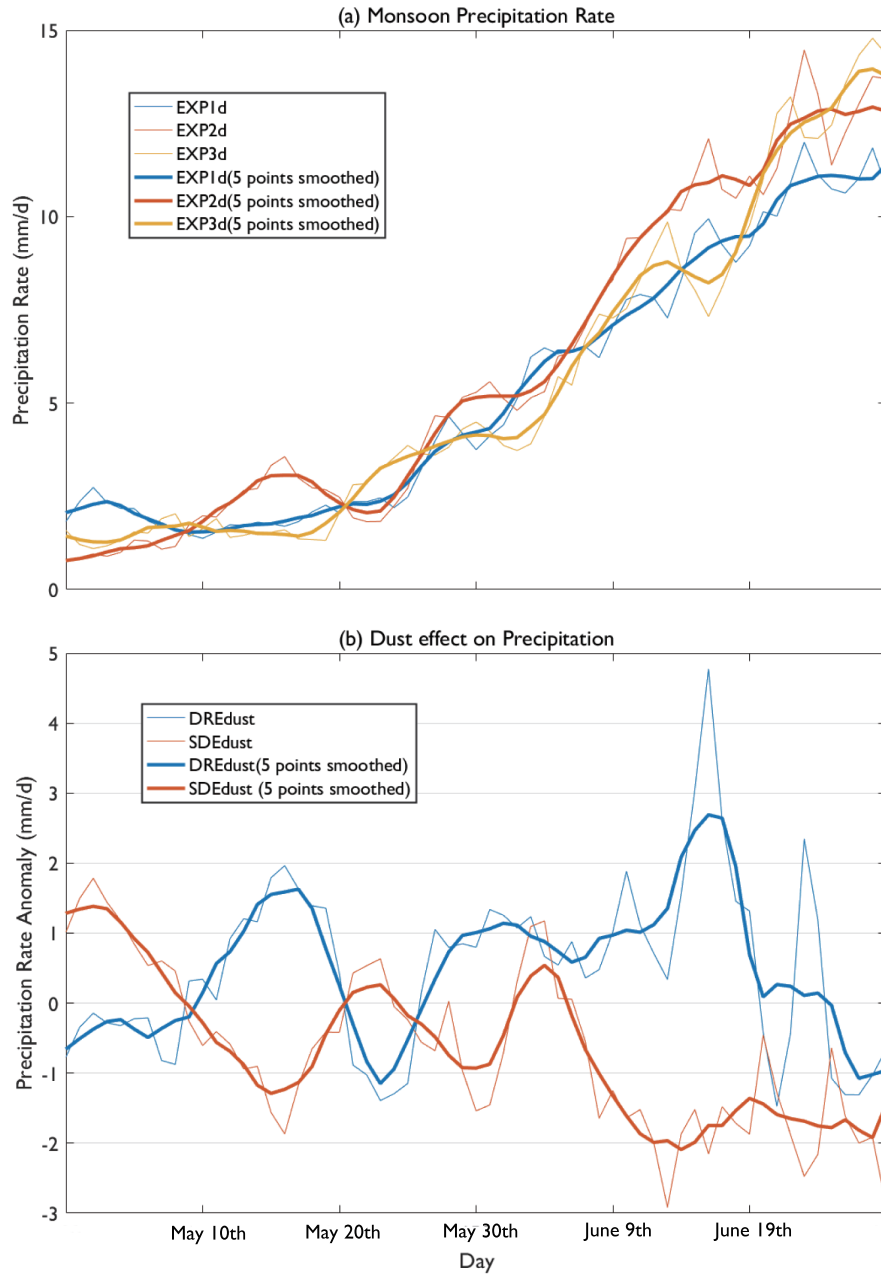 (a) Monsoon Precipitation Rate
15
10
5
0
Precipitation Rate (mm/d)
EXP1d
EXP2d
EXP3d
EXP1d(5 points smoothed)
EXP2d(5 points smoothed)
EXP3d(5 points smoothed)
(b) Dust effect on Precipitation
5
4
3
2
1
0
-1
-2
-3
Precipitation Rate Anomaly (mm/d)
DREdust
SDEdust
DREdust(5 points smoothed)
SDEdust (5 points smoothed)
May 10th May 20th May 30th June 9th June 19th
Day